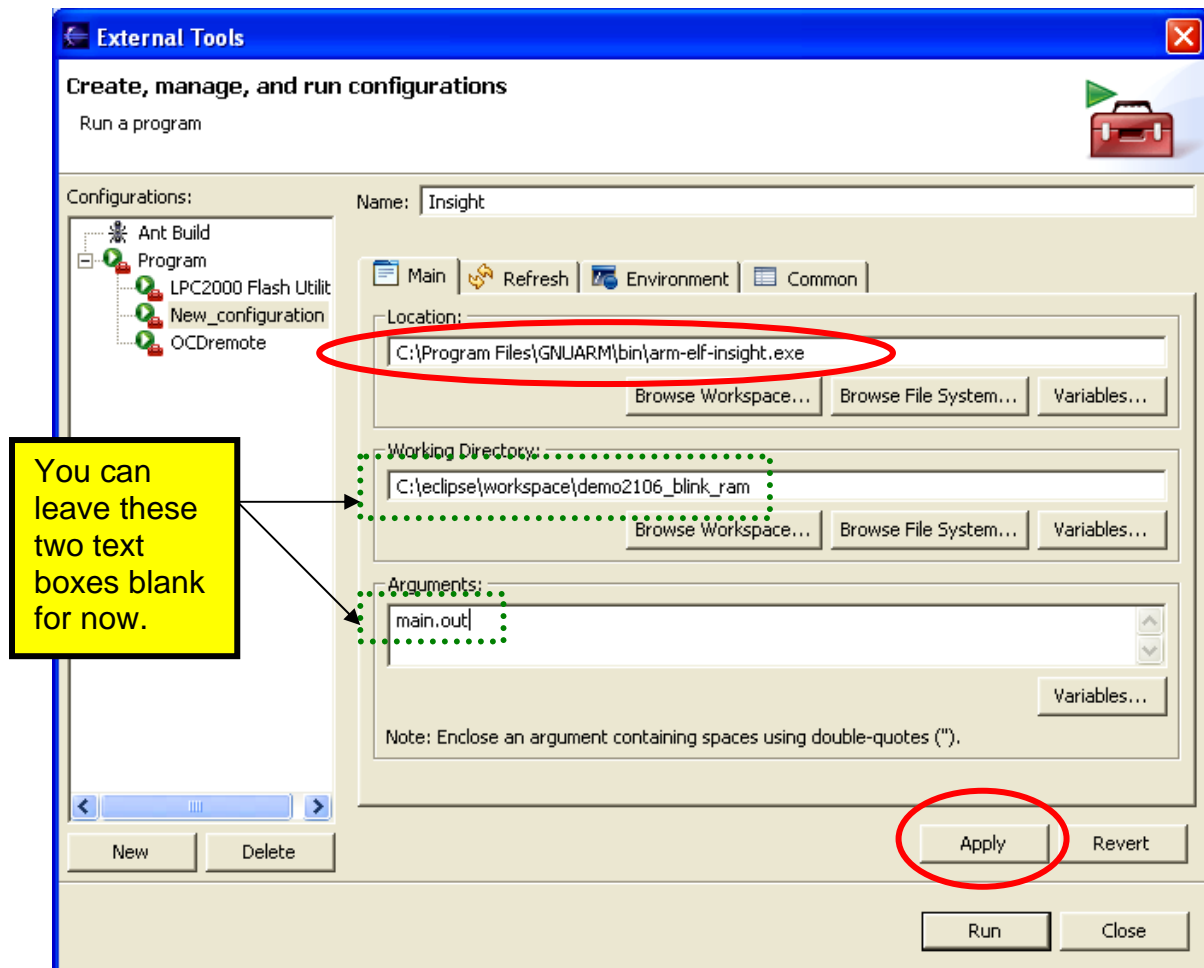 External Tools
Create, manage, and run configurations
Run a program
Configurations:
Ant Build
Program
LPC2000 Flash Utilit
New_configuration
OCDremote
New
Delete
Name:
Insight
Main
Refresh
Environment
Common
Location:
C:\Program Files\GNUARM\bin\arm-elf-insight.exe
Browse Workspace...
Browse File System...
Variables...
Working Directory:
C:\eclipse\workspace\demo2106_blink_ram
Browse Workspace...
Browse File System...
Variables...
Arguments:
main.out
Variables...
Note: Enclose an argument containing spaces using double-quotes (").
You can
leave these
two text
boxes blank
for now.
Apply
Revert
Run
Close